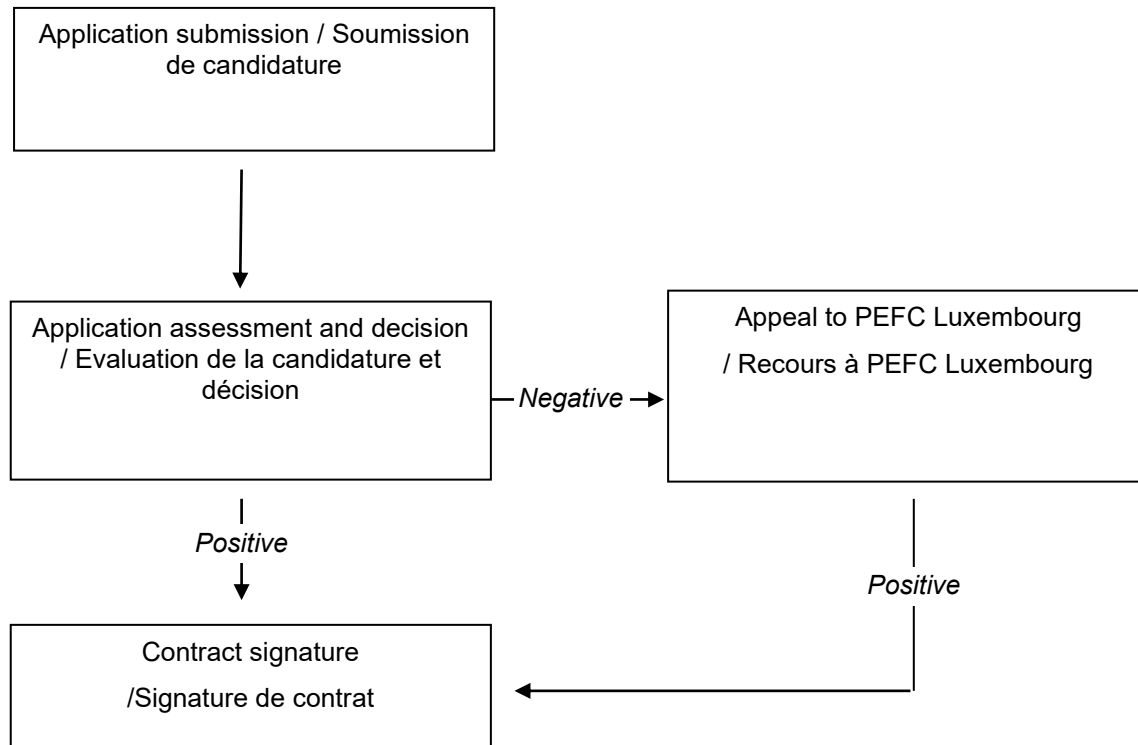 Application submission / Soumission
de candidature
Application assessment and decision
/ Evaluation de la candidature et
décision
Negative
Appeal to PEFC Luxembourg
/ Recours à PEFC Luxembourg
Positive
Positive
Contract signature
/Signature de contrat